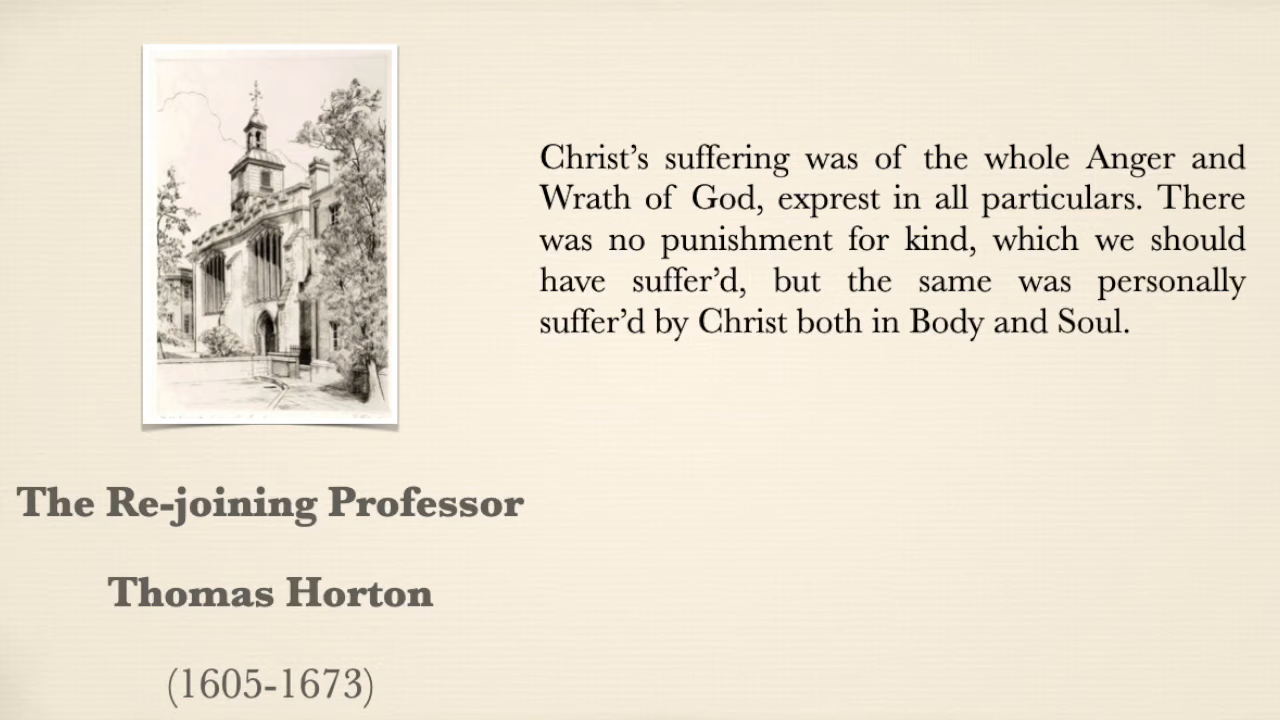 Christ’s suffering was of the whole Anger and
Wrath of God, exprest in all particulars. There
was no punishment for kind, which we should
have suffer’d, but the same was personally
suffer’d by Christ both in Body and Soul.
The Re-joining Professor
Thomas Horton
(1605-1673)